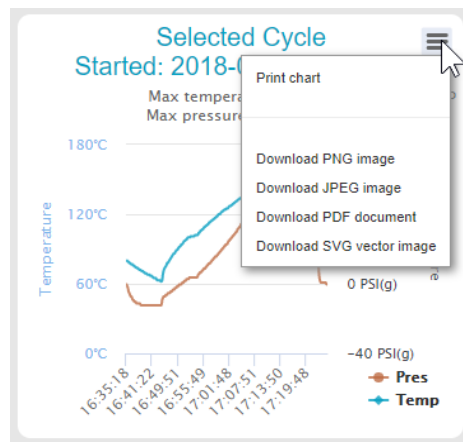 Selected Cycle
Started: 2018-
Max tempera
Max pressure
Print chart
Download PNG image
Download JPEG image
Download PDF document
Download SVG vector image
180°C
120°C
60°C
0°C
Temperature
0 PSI(g)
-40 PSI(g)
16:35:18
16:41:22
16:49:51
16:55:49
17:01:48
17:07:51
17:13:50
17:19:48
Pres
Temp